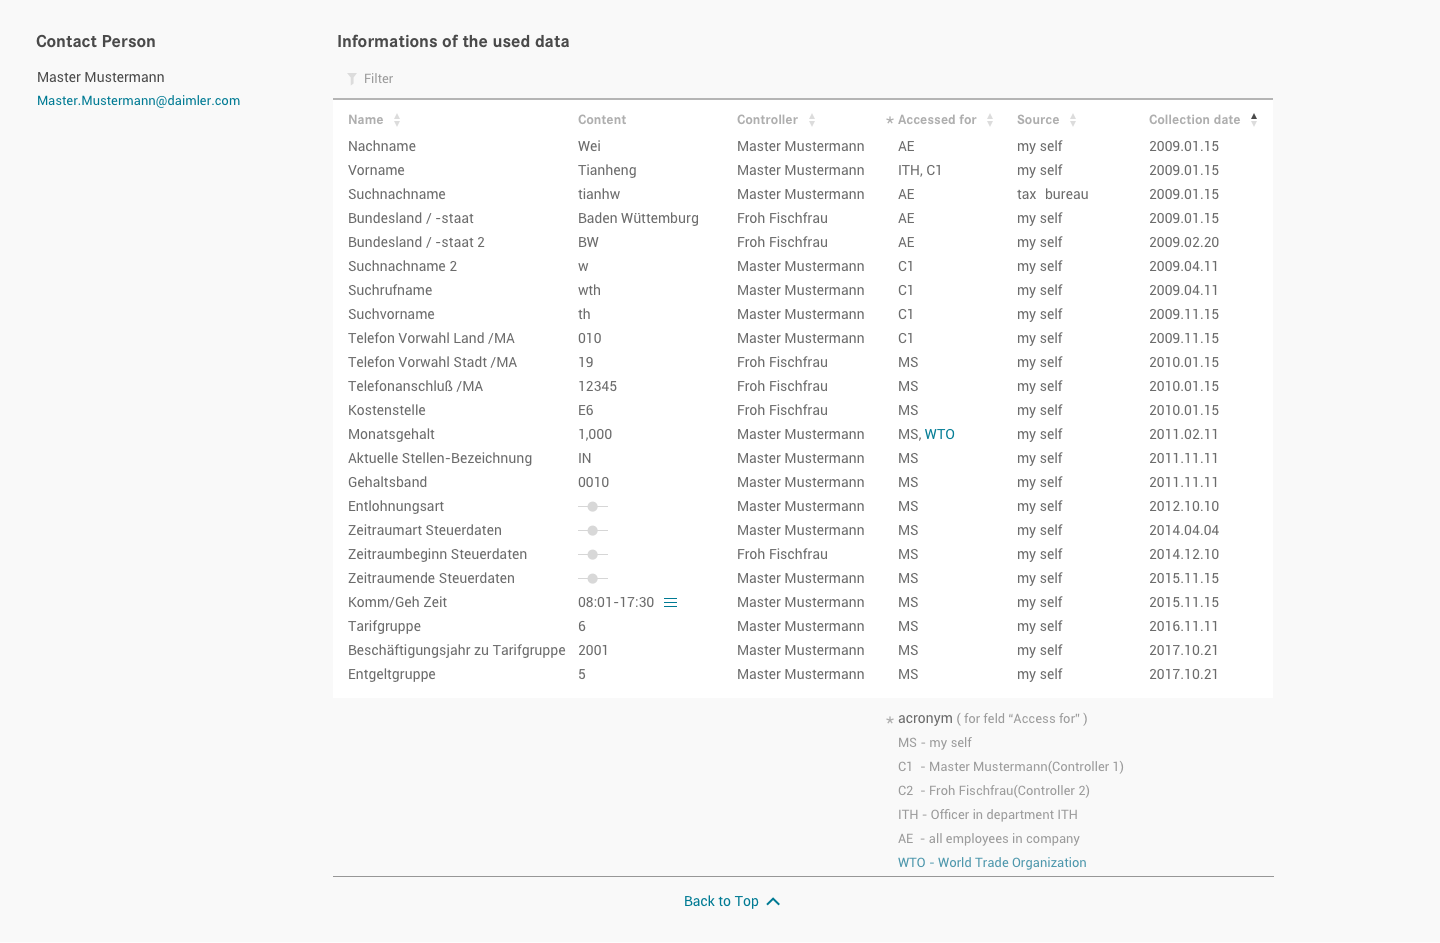 Contact Person
Master Mustermann
Master.Mustermann@daimler.com
Informations of the used data
Filter
Name Content Controller * Accessed for Source Collection date
Nachname Wei Master Mustermann AE my self 2009.01.15
Vorname Tianheng Master Mustermann ITH, C1 my self 2009.01.15
Suchnachname tianhw Master Mustermann AE tax bureau 2009.01.15
Bundesland / -staat Baden Wüttemburg Froh Fischfrau AE my self 2009.01.15
Bundesland / -staat 2 BW Froh Fischfrau AE my self 2009.02.20
Suchnachname 2 w Master Mustermann C1 my self 2009.04.11
Suchrufname wth Master Mustermann C1 my self 2009.04.11
Suchvorname th Master Mustermann C1 my self 2009.11.15
Telefon Vorwahl Land /MA 010 Master Mustermann C1 my self 2009.11.15
Telefon Vorwahl Stadt /MA 19 Froh Fischfrau MS my self 2010.01.15
Telefonanschluß /MA 12345 Froh Fischfrau MS my self 2010.01.15
Kostenstelle E6 Froh Fischfrau MS my self 2010.01.15
Monatsgehalt 1,000 Master Mustermann MS, WTO my self 2011.02.11
Aktuelle Stellen-Bezeichnung IN Master Mustermann MS my self 2011.11.11
Gehaltsband 0010 Master Mustermann MS my self 2011.11.11
Entlohnungsart Master Mustermann MS my self 2012.10.10
Zeitraumart Steuerdaten Master Mustermann MS my self 2014.04.04
Zeitraumbeginn Steuerdaten Froh Fischfrau MS my self 2014.12.10
Zeitraumende Steuerdaten Master Mustermann MS my self 2015.11.15
Komm/Geh Zeit 08:01-17:30 Master Mustermann MS my self 2015.11.15
Tarifgruppe 6 Master Mustermann MS my self 2016.11.11
Beschäftigungsjahr zu Tarifgruppe 2001 Master Mustermann MS my self 2017.10.21
Entgeltgruppe 5 Master Mustermann MS my self 2017.10.21
* acronym ( for feld “Access for” )
MS - my self
C1 - Master Mustermann(Controller 1)
C2 - Froh Fischfrau(Controller 2)
ITH - Officer in department ITH
AE - all employees in company
WTO - World Trade Organization
Back to Top